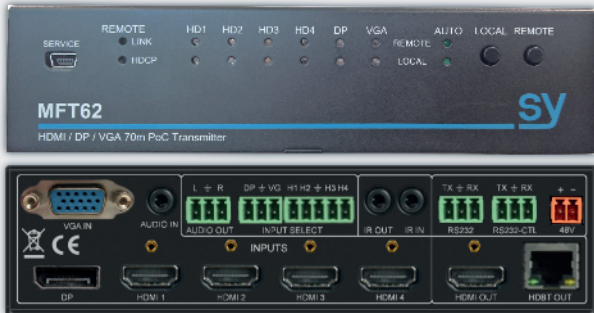 REMOTE HD1 HD2 HD3 HD4 DP VGA AUTO LOCAL REMOTE
SERVICE LINK REMOTE
HDCP LOCAL
MFT62
sy
HDMI / DP / VGA 70m PoC Transmitter
L R DP VG H1 H2 H3 H4 TX RX TX RX + -
VGA IN AUDIO IN AUDIO OUT INPUT SELECT IR OUT IR IN RS232 RS232-CTL 48V
CE INPUTS
DP HDMI 1 HDMI 2 HDMI 3 HDMI 4 HDMI OUT HDBT OUT